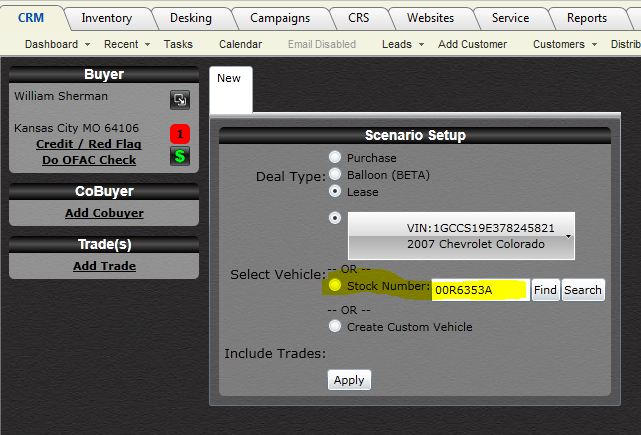 CRM Inventory Desking Campaigns CRS Websites Service Reports
Dashboard Recent Tasks Calendar Email Disabled Leads Add Customer Customers Distrib
Buyer
William Sherman
Kansas City MO 64106
1
Credit / Red Flag
$
Do OFAC Check
CoBuyer
Add Cobuyer
Trade(s)
Add Trade
New
Scenario Setup
Deal Type:
Purchase
Balloon (BETA)
Lease
Select Vehicle:
VIN:1GCCS19E378245821
2007 Chevrolet Colorado
-- OR --
Stock Number: 00R6353A Find Search
-- OR --
Create Custom Vehicle
Include Trades:
Apply